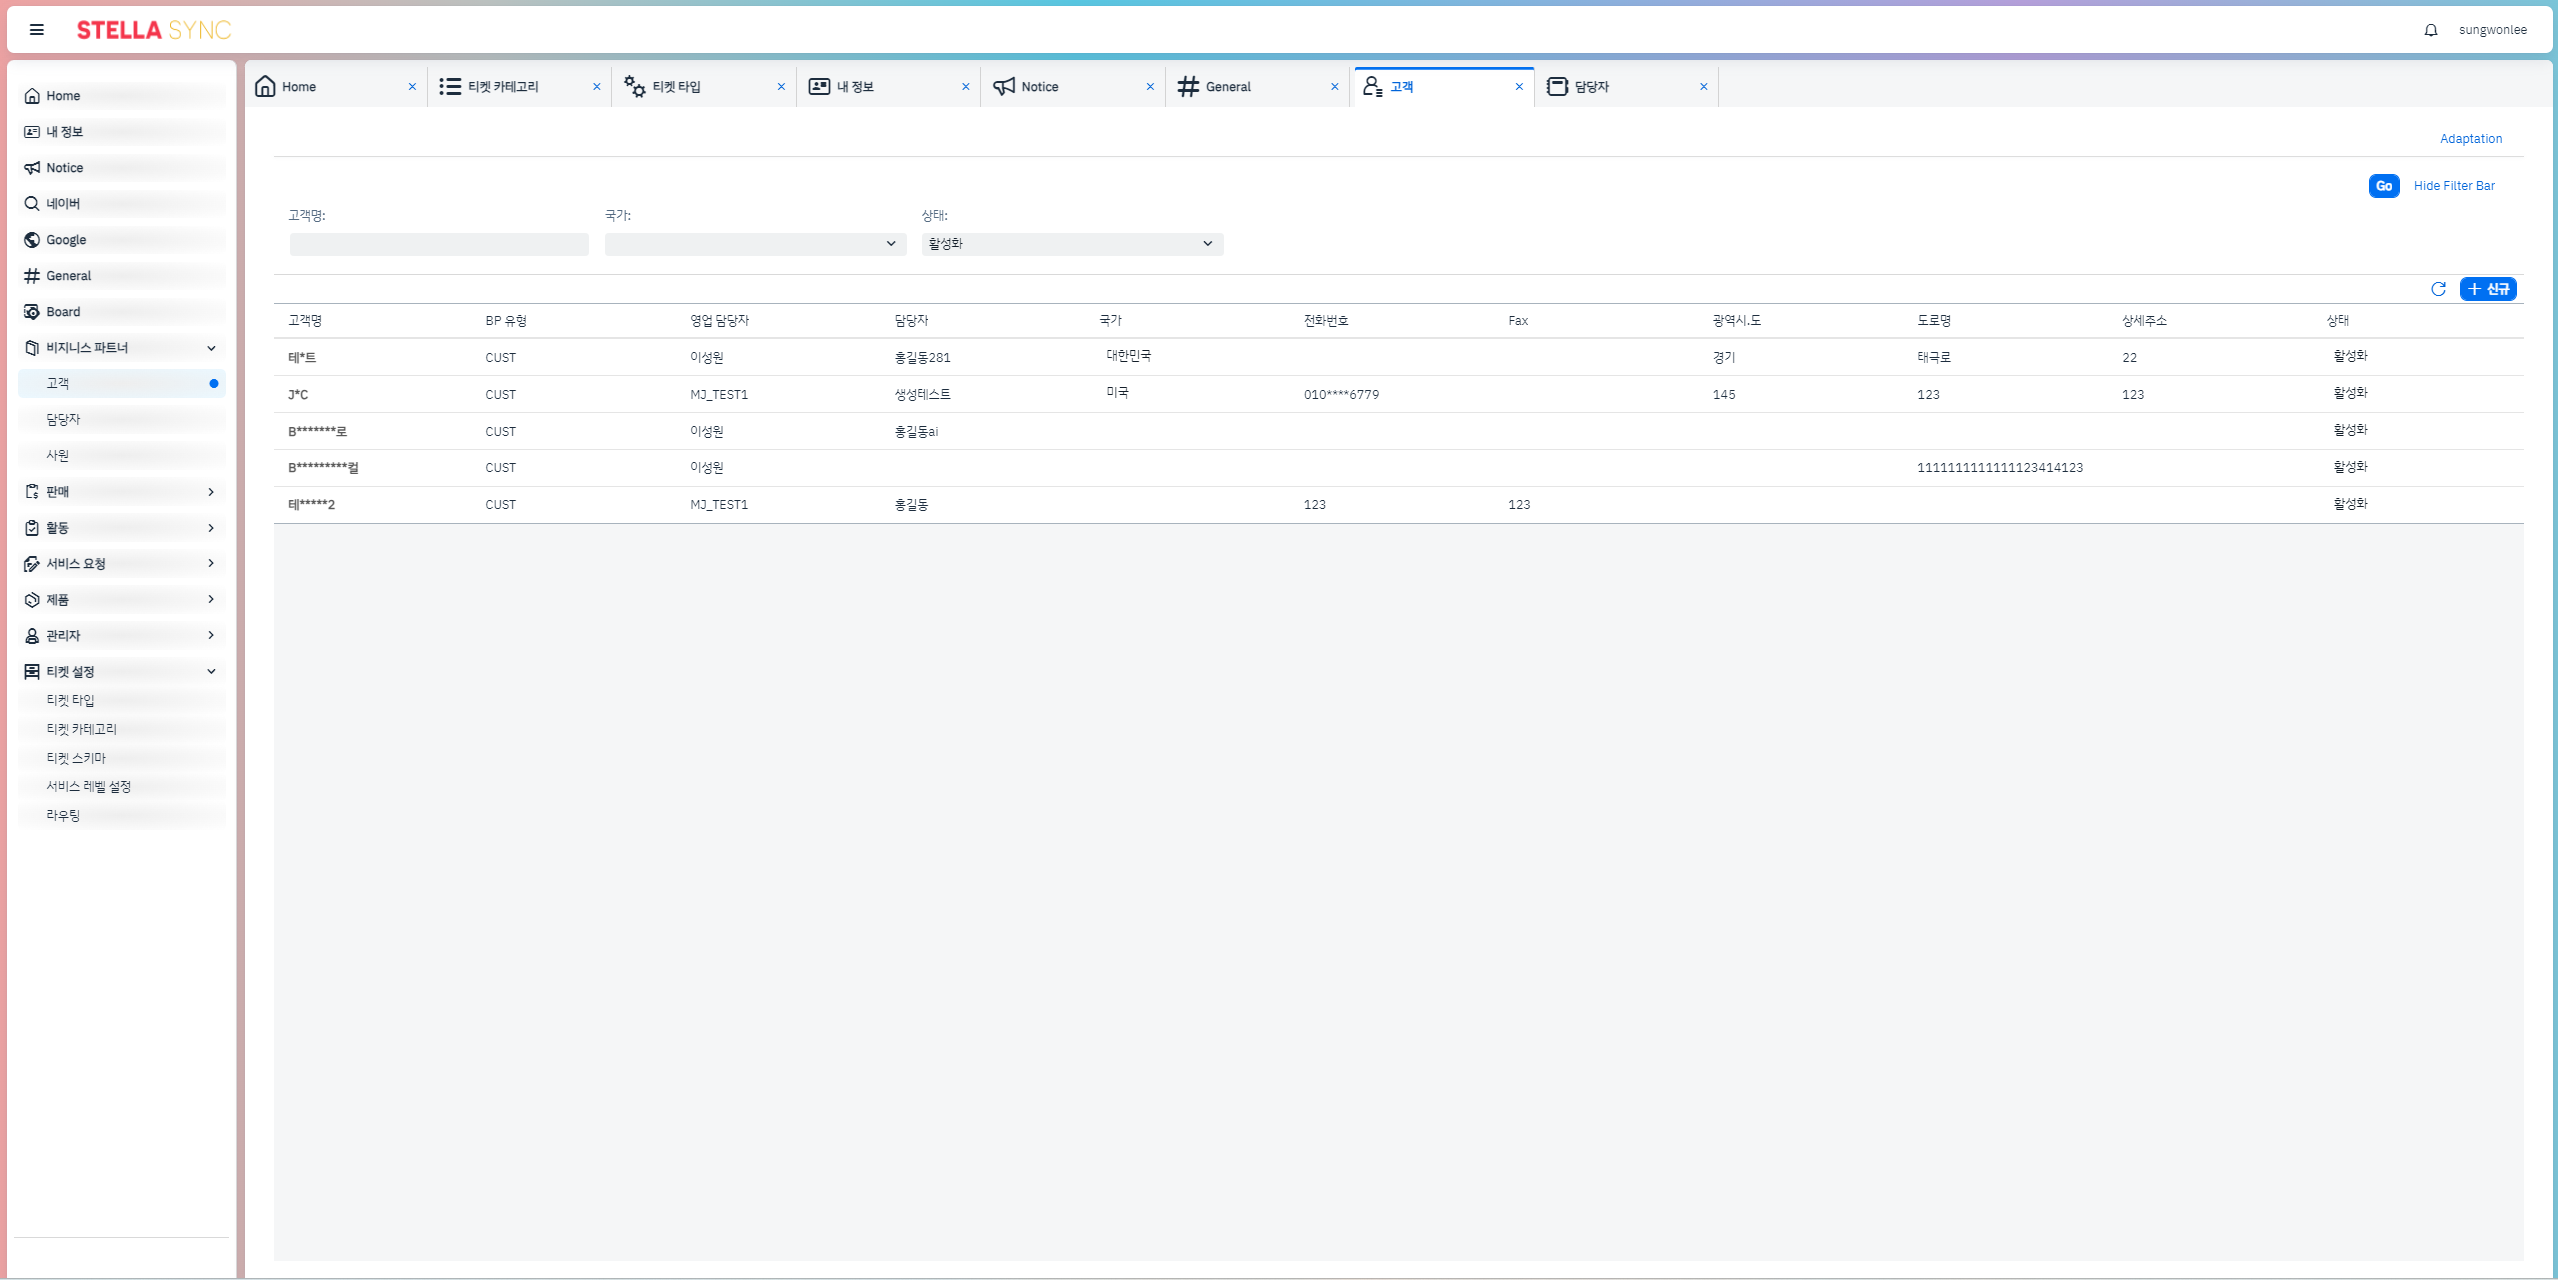 STELLA SYNC
sungwonlee
Home
내 정보
Notice
네이버
Google
General
Board
비지니스 파트너
고객
담당자
사원
판매
활동
서비스 요청
제품
관리자
티켓 설정
티켓 타입
티켓 카테고리
티켓 스키마
서비스 레벨 설정
라우팅
Home 티켓 카테고리 티켓 타입 내 정보 Notice General 고객 담당자
Adaptation
Go Hide Filter Bar
고객명: 국가: 상태:
활성화
신규
고객명 BP 유형 영업 담당자 담당자 국가 전화번호 Fax 광역시.도 도로명 상세주소 상태
테*트 CUST 이성원 홍길동281 대한민국 경기 태극로 22 활성화
J*C CUST MJ_TEST1 생성테스트 미국 010****6779 145 123 123 활성화
B*******로 CUST 이성원 홍길동ai 활성화
B*********컬 CUST 이성원 1111111111111123414123 활성화
테*****2 CUST MJ_TEST1 홍길동 123 123 활성화